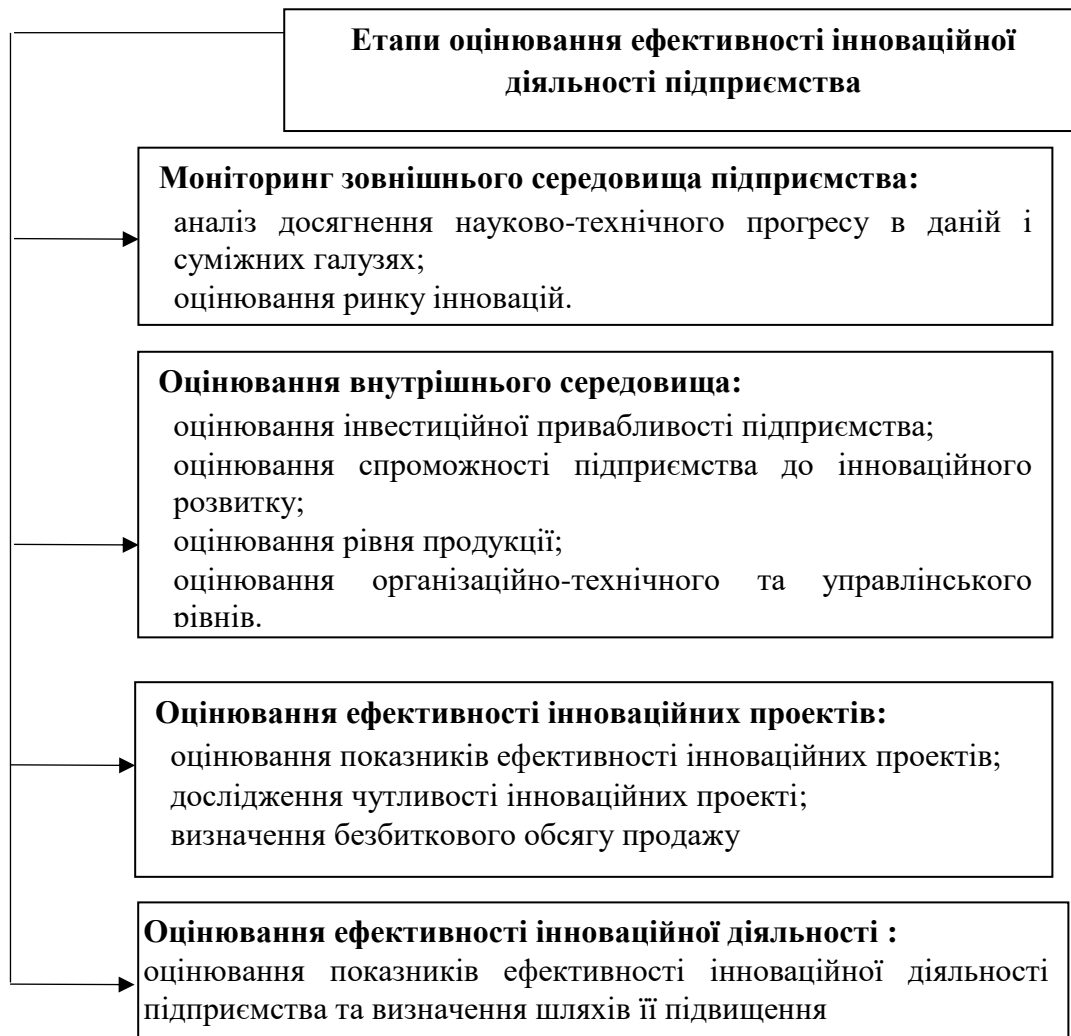 Етапи оцінювання ефективності інноваційної
діяльності підприємства
Моніторинг зовнішнього середовища підприємства:
аналіз досягнення науково-технічного прогресу в даній і
суміжних галузях;
оцінювання ринку інновацій.
Оцінювання внутрішнього середовища:
оцінювання інвестиційної привабливості підприємства;
оцінювання спроможності підприємства до інноваційного
розвитку;
оцінювання рівня продукції;
оцінювання організаційно-технічного та управлінського
рівнів.
Оцінювання ефективності інноваційних проектів:
оцінювання показників ефективності інноваційних проектів;
дослідження чутливості інноваційних проекті;
визначення безбиткового обсягу продажу
Оцінювання ефективності інноваційної діяльності :
оцінювання показників ефективності інноваційної діяльності
підприємства та визначення шляхів її підвищення